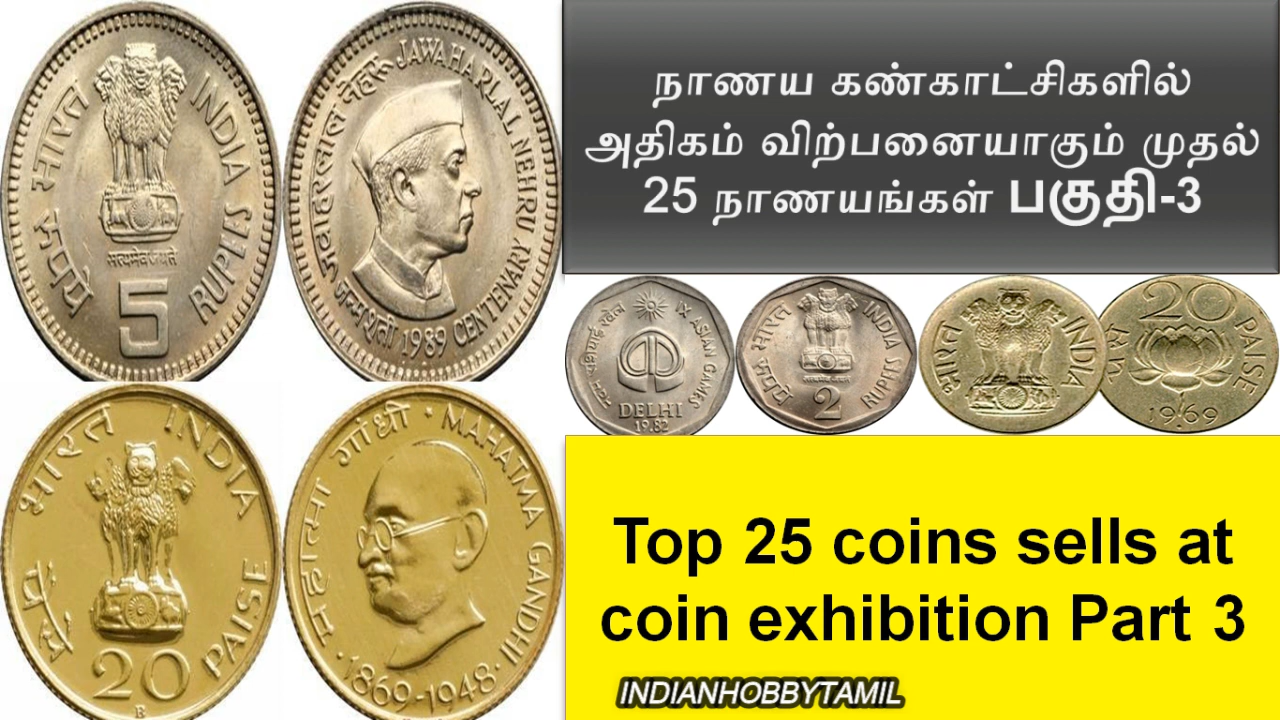 भारत INDIA
सत्यमेव जयते
रुपये 5 RUPEES
जवाहरलाल नेहरू JAWAHARLAL NEHRU
जन्मशती 1989 CENTENARY
நாணய கண்காட்சிகளில்
அதிகம் விற்பனையாகும் முதல்
25 நாணயங்கள் பகுதி-3
IX ASIAN GAMES
DELHI
1982
भारत INDIA
रुपये 2 RUPEES
भारत INDIA
20
PAISE
1969
भारत INDIA
20 PAISE
B
महात्मा गांधी · MAHATMA GANDHI
· 1869-1948 ·
Top 25 coins sells at
coin exhibition Part 3
INDIANHOBBYTAMIL